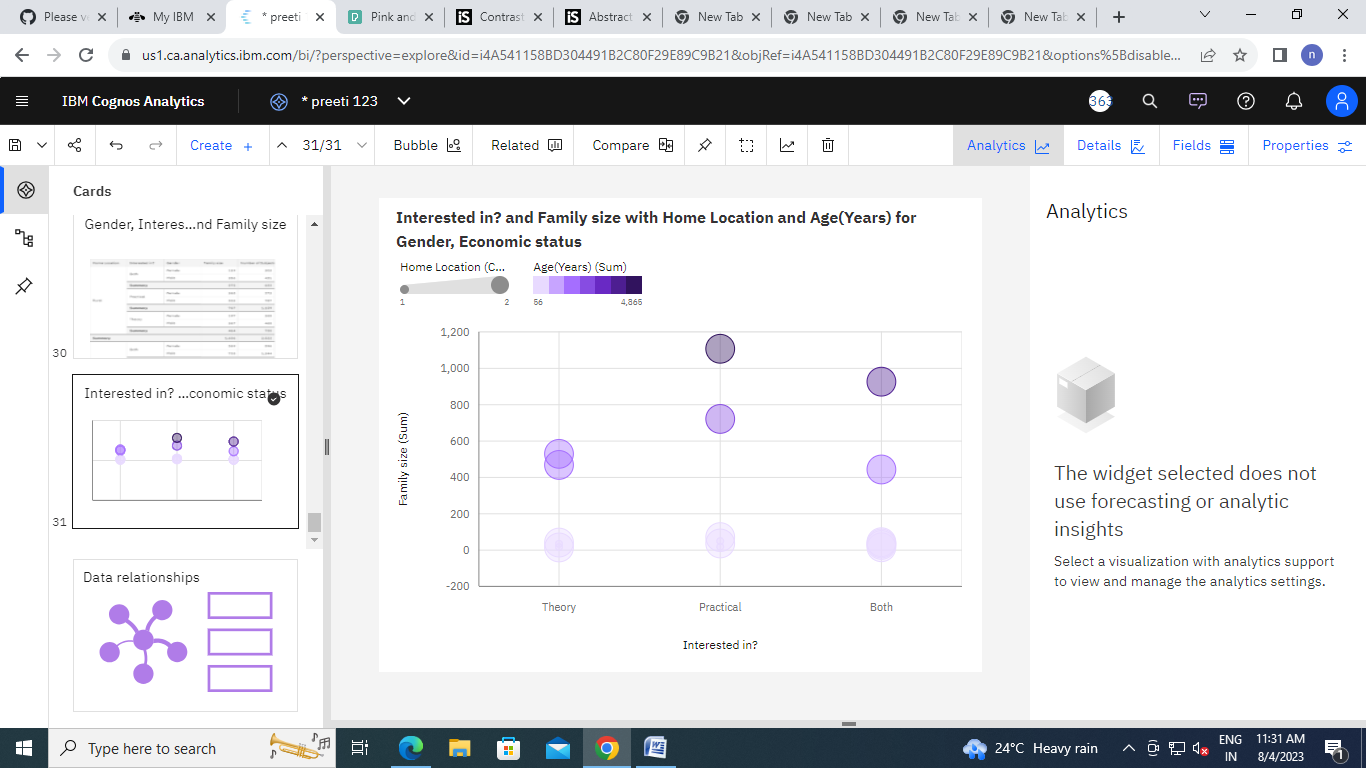 Please ve
My IBM
* preeti
Pink and
Contrast
Abstract
New Tab
New Tab
New Tab
New Tab
us1.ca.analytics.ibm.com/bi/?perspective=explore&id=i4A541158BD304491B2C80F29E89C9B21&objRef=i4A541158BD304491B2C80F29E89C9B21&options%5Bdisable...
n
IBM Cognos Analytics
* preeti 123
363
Create +
31/31
Bubble
Related
Compare
Analytics
Details
Fields
Properties
Cards
Gender, Interes...nd Family size
30
Interested in? ...conomic status
31
Data relationships
Interested in? and Family size with Home Location and Age(Years) for
Gender, Economic status
Home Location (C...
1
2
Age(Years) (Sum)
56
4,865
1,200
1,000
800
600
400
200
0
-200
Family size (Sum)
Theory
Practical
Both
Interested in?
Analytics
The widget selected does not
use forecasting or analytic
insights
Select a visualization with analytics support
to view and manage the analytics settings.
Type here to search
24°C Heavy rain
ENG
IN
11:31 AM
8/4/2023
1